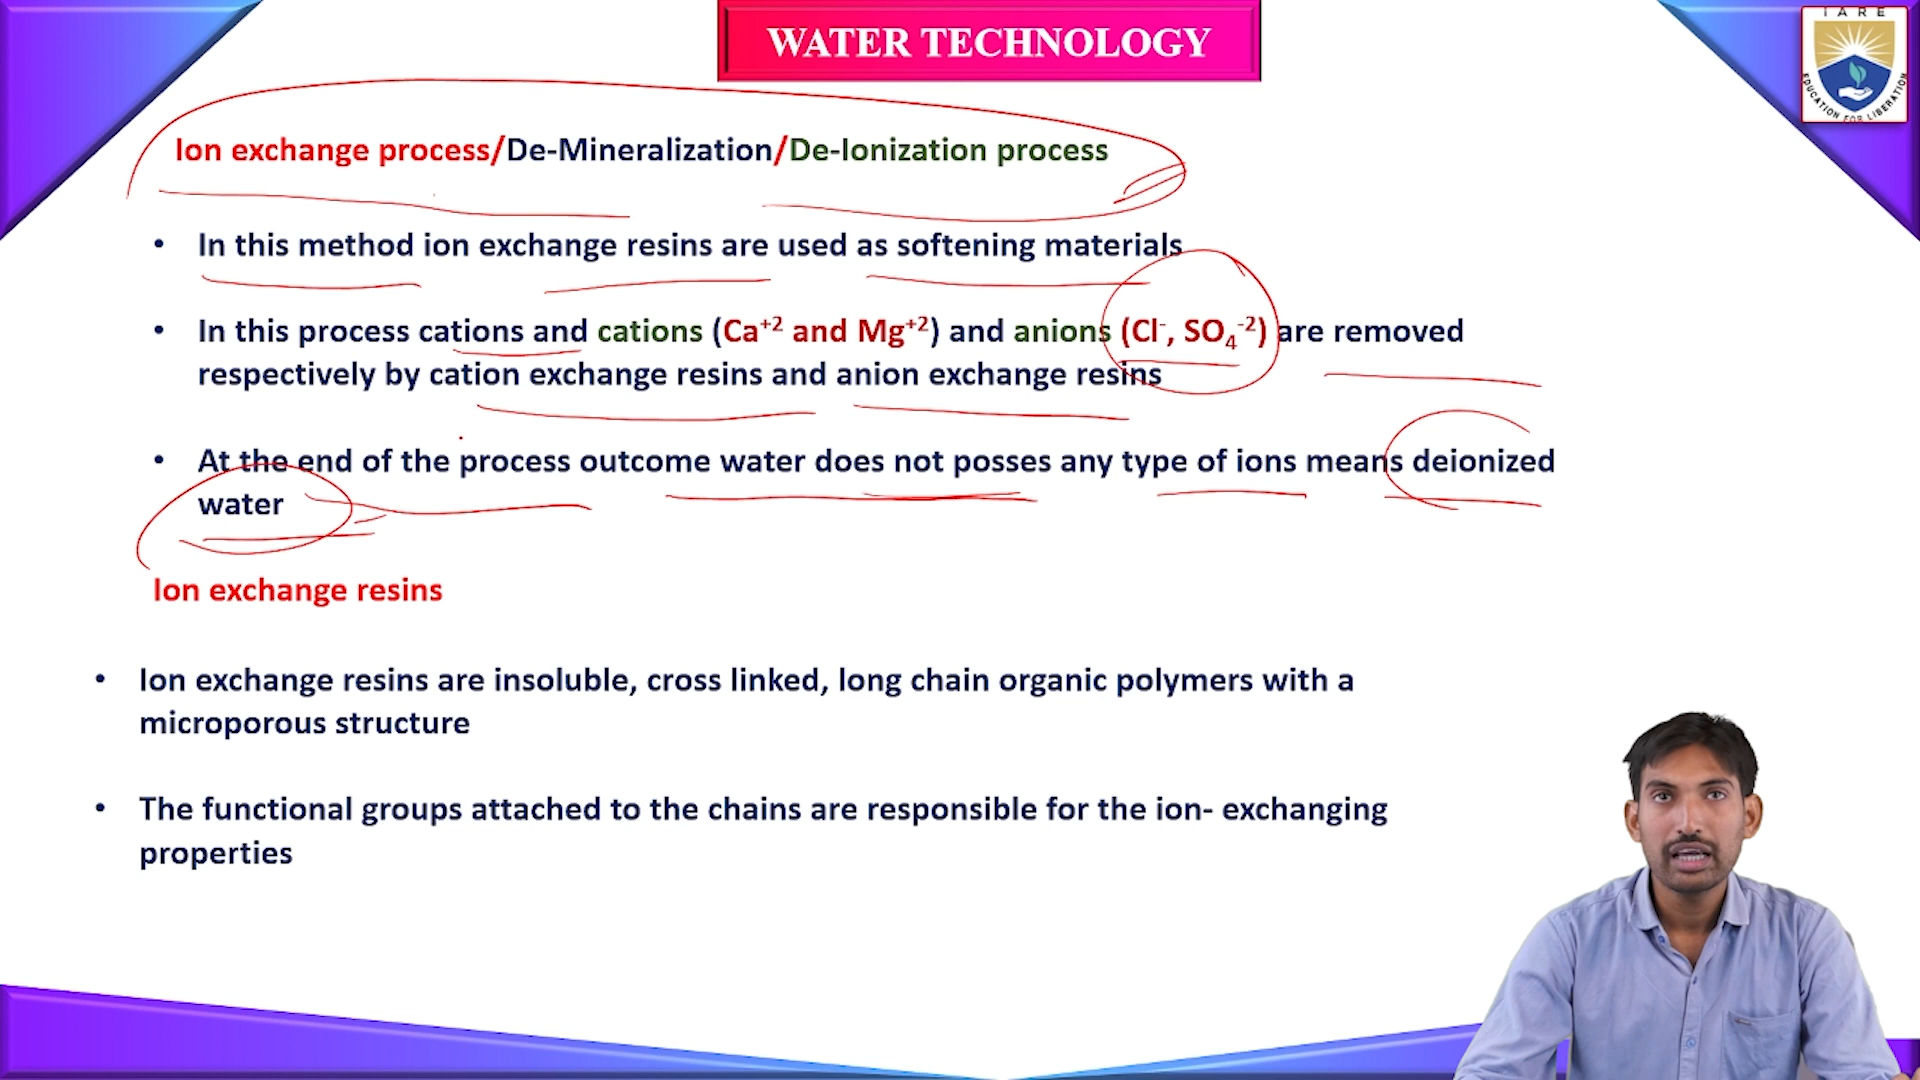 WATER TECHNOLOGY
IARE
EDUCATION FOR LIBERATION
Ion exchange process/De-Mineralization/De-Ionization process
• In this method ion exchange resins are used as softening materials
• In this process cations and cations (Ca⁺² and Mg⁺²) and anions (Cl⁻, SO₄⁻²) are removed
respectively by cation exchange resins and anion exchange resins
• At the end of the process outcome water does not posses any type of ions means deionized
water
Ion exchange resins
• Ion exchange resins are insoluble, cross linked, long chain organic polymers with a
microporous structure
• The functional groups attached to the chains are responsible for the ion- exchanging
properties